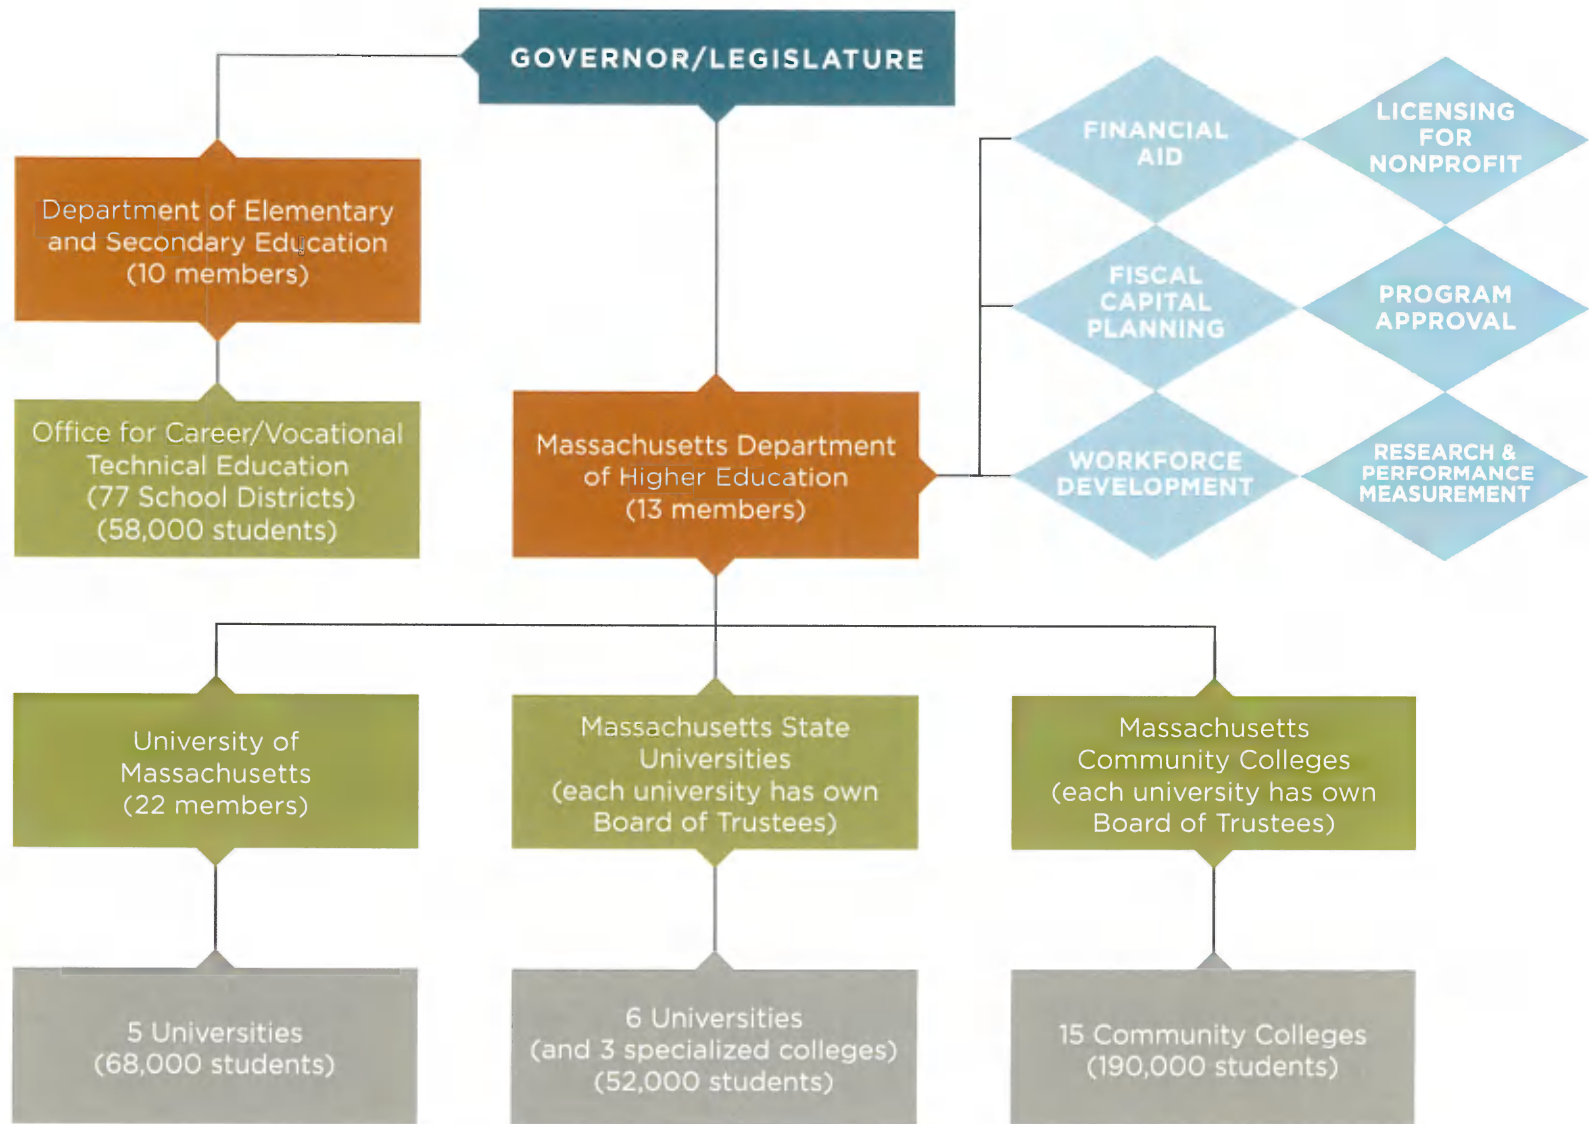 GOVERNOR/LEGISLATURE
FINANCIAL
AID
LICENSING
FOR
NONPROFIT
Department of Elementary
and Secondary Education
(10 members)
FISCAL
CAPITAL
PLANNING
PROGRAM
APPROVAL
Office for Career/Vocational
Technical Education
(77 School Districts)
(58,000 students)
Massachusetts Department
of Higher Education
(13 members)
WORKFORCE
DEVELOPMENT
RESEARCH &
PERFORMANCE
MEASUREMENT
University of
Massachusetts
(22 members)
Massachusetts State
Universities
(each university has own
Board of Trustees)
Massachusetts
Community Colleges
(each university has own
Board of Trustees)
5 Universities
(68,000 students)
6 Universities
(and 3 specialized colleges)
(52,000 students)
15 Community Colleges
(190,000 students)